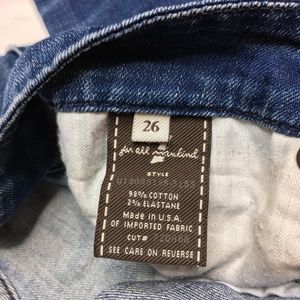 26
7
for all mankind
STYLE
98% COTTON
2% ELASTANE
Made in U.S.A.
OF IMPORTED FABRIC
CUT#
SEE CARE ON REVERSE